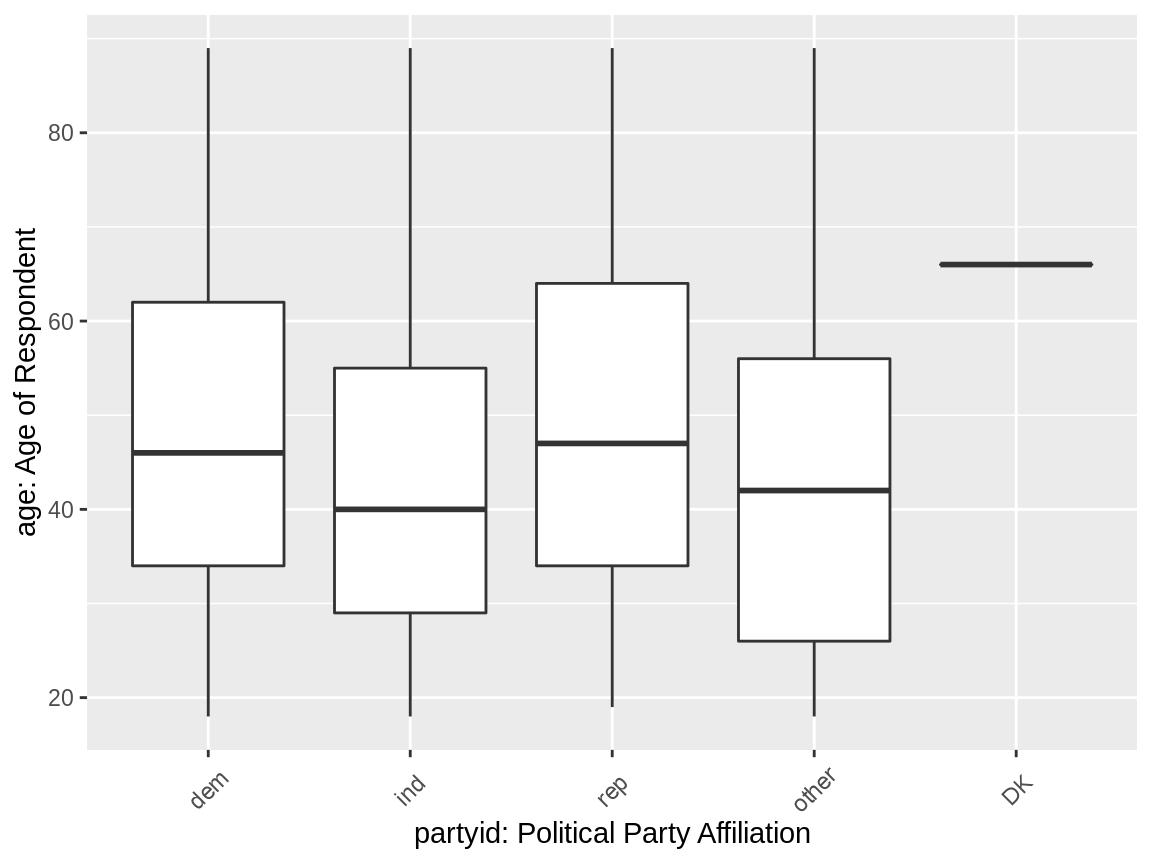 age: Age of Respondent
80
60
40
20
dem
ind
rep
other
DK
partyid: Political Party Affiliation